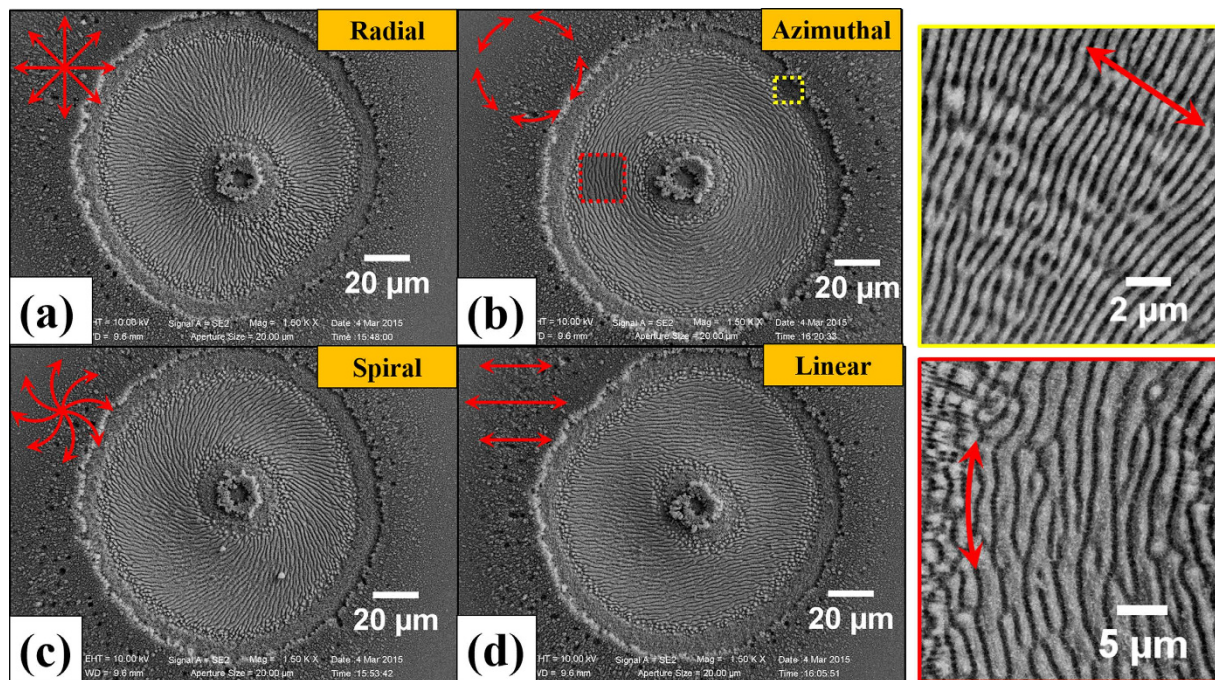 Radial
20 µm
(a)
EHT = 10.00 kV Signal A = SE2 Mag = 1.50 K X Date :4 Mar 2015
WD = 9.6 mm Aperture Size = 20.00 µm Time :15:48:00
Azimuthal
20 µm
(b)
EHT = 10.00 kV Signal A = SE2 Mag = 1.50 K X Date :4 Mar 2015
WD = 9.6 mm Aperture Size = 20.00 µm Time :16:20:33
2 µm
Spiral
20 µm
(c)
EHT = 10.00 kV Signal A = SE2 Mag = 1.50 K X Date :4 Mar 2015
WD = 9.6 mm Aperture Size = 20.00 µm Time :15:53:42
Linear
20 µm
(d)
EHT = 10.00 kV Signal A = SE2 Mag = 1.50 K X Date :4 Mar 2015
WD = 9.6 mm Aperture Size = 20.00 µm Time :16:05:51
5 µm